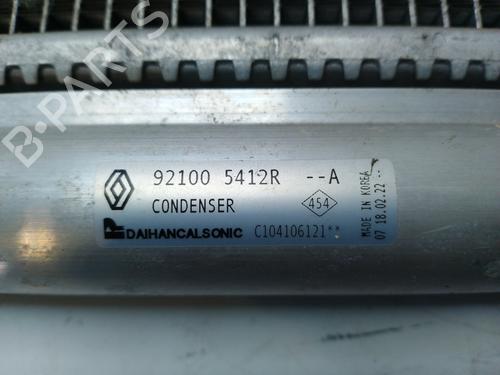 B-PARTS
92100 5412R --A
CONDENSER
454
DAIHANCALSONIC C104106121**
MADE IN KOREA
07 18.02.22 --